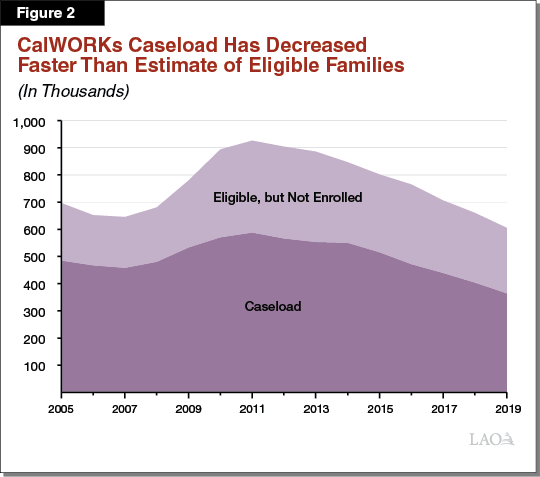 Figure 2
CalWORKs Caseload Has Decreased
Faster Than Estimate of Eligible Families
(In Thousands)
1,000
900
800
700
600
500
400
300
200
100
Eligible, but Not Enrolled
Caseload
2005 2007 2009 2011 2013 2015 2017 2019
LAO